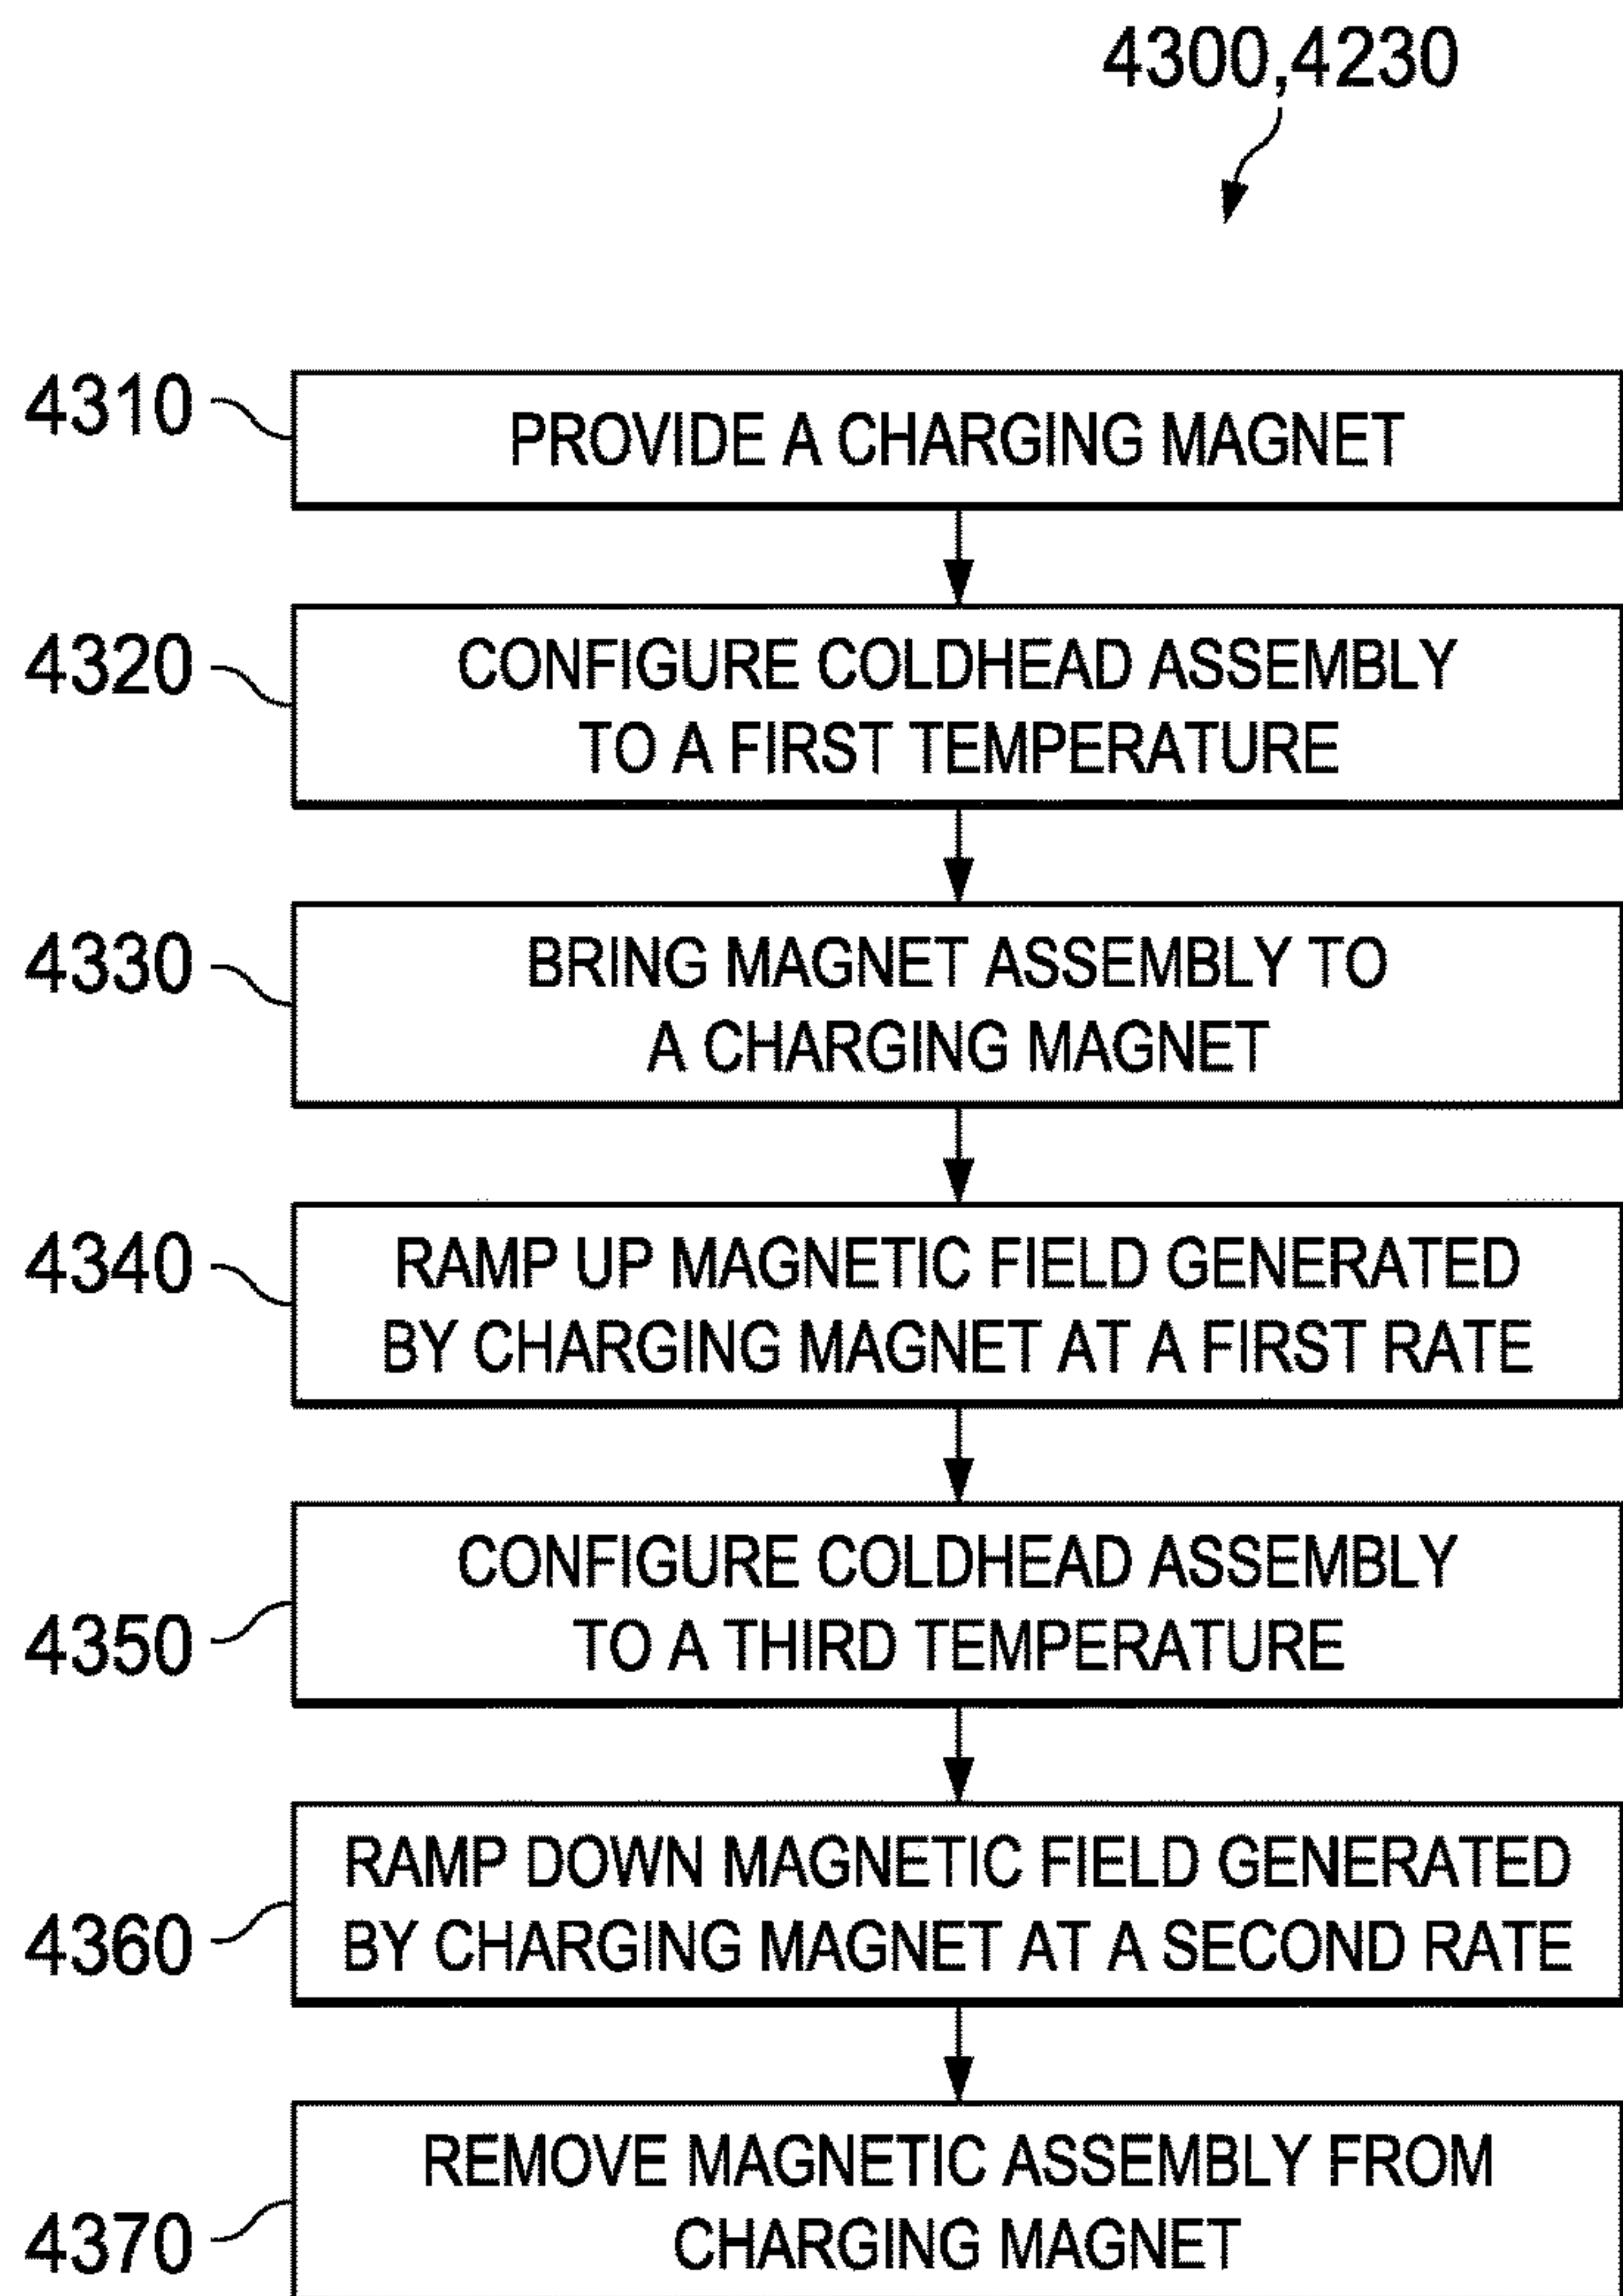 4300,4230
4310
PROVIDE A CHARGING MAGNET
4320
CONFIGURE COLDHEAD ASSEMBLY
TO A FIRST TEMPERATURE
4330
BRING MAGNET ASSEMBLY TO
A CHARGING MAGNET
4340
RAMP UP MAGNETIC FIELD GENERATED
BY CHARGING MAGNET AT A FIRST RATE
4350
CONFIGURE COLDHEAD ASSEMBLY
TO A THIRD TEMPERATURE
4360
RAMP DOWN MAGNETIC FIELD GENERATED
BY CHARGING MAGNET AT A SECOND RATE
4370
REMOVE MAGNETIC ASSEMBLY FROM
CHARGING MAGNET